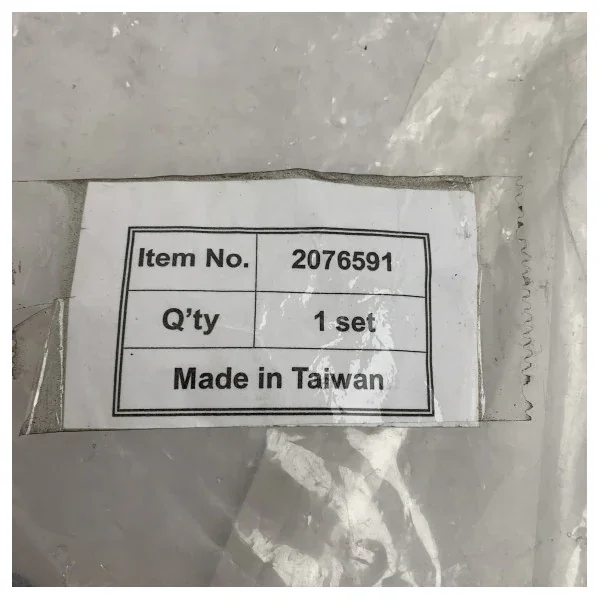 Item No. 2076591
Q'ty 1 set
Made in Taiwan